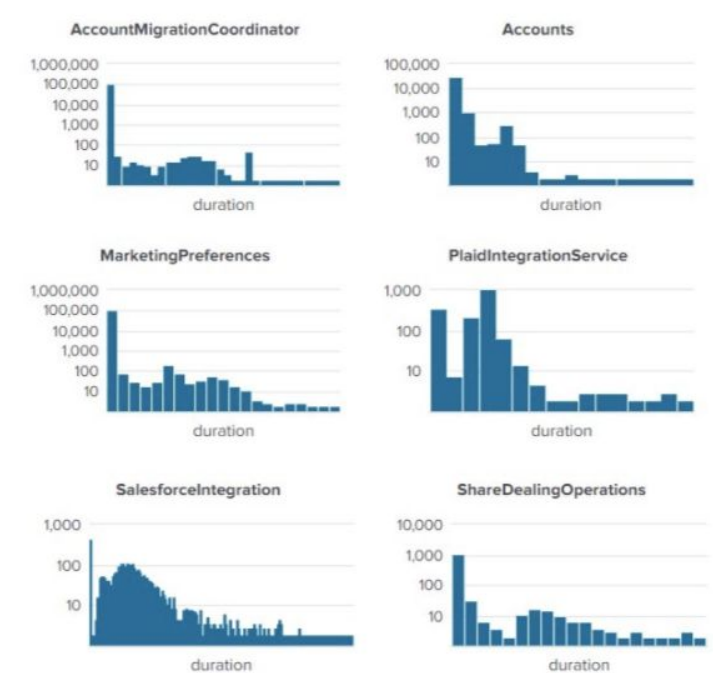 AccountMigrationCoordinator
1,000,000
100,000
10,000
1,000
100
10
duration
Accounts
100,000
10,000
1,000
100
10
duration
MarketingPreferences
1,000,000
100,000
10,000
1,000
100
10
duration
PlaidIntegrationService
1,000
100
10
duration
SalesforceIntegration
1,000
100
10
duration
ShareDealingOperations
10,000
1,000
100
10
duration